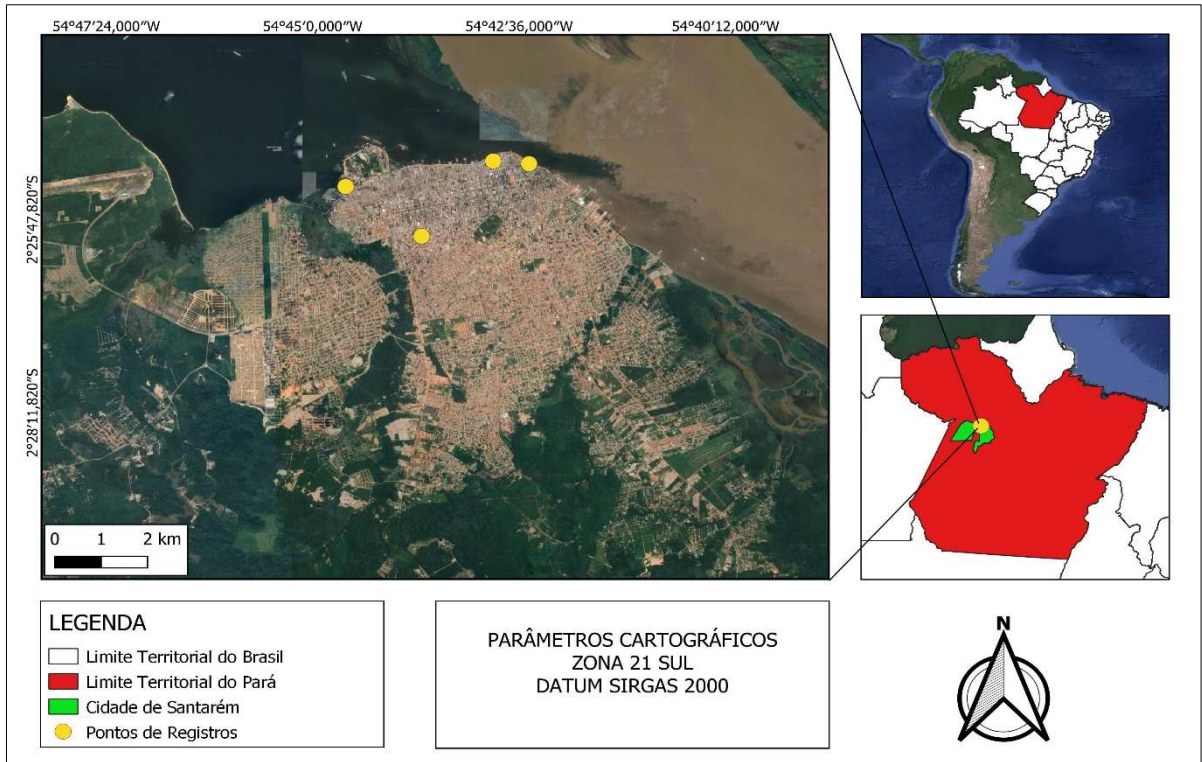 54°47'24,000"W
54°45'0,000"W
54°42'36,000"W
54°40'12,000"W
2°25'47,820"S
2°28'11,820"S
0 1 2 km
LEGENDA
Limite Territorial do Brasil
Limite Territorial do Pará
Cidade de Santarém
Pontos de Registros
PARÂMETROS CARTOGRÁFICOS
ZONA 21 SUL
DATUM SIRGAS 2000
N